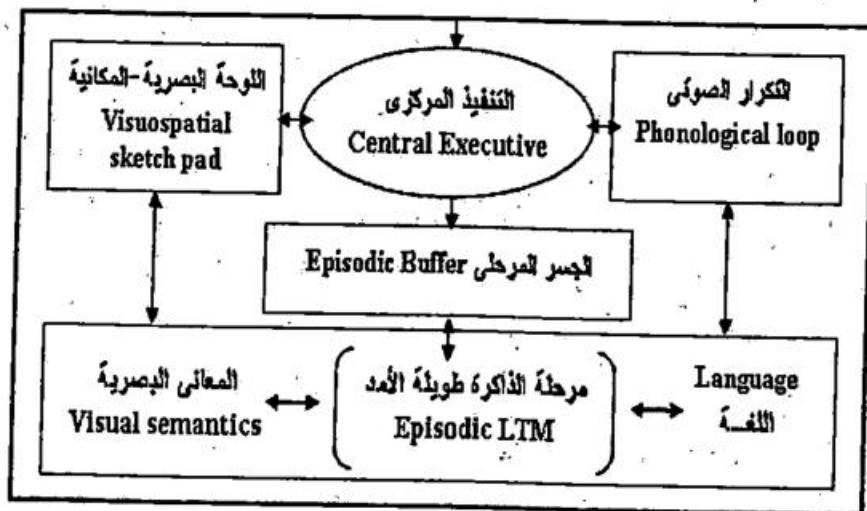 اللوحة البصرية-المكانية
Visuospatial
sketch pad
التنفيذ المركزى
Central Executive
التكرار الصوتى
Phonological loop
Episodic Buffer الجسر المرحلى
المعانى البصرية
Visual semantics
مرحلة الذاكرة طويلة الأمد
Episodic LTM
Language
اللغــة